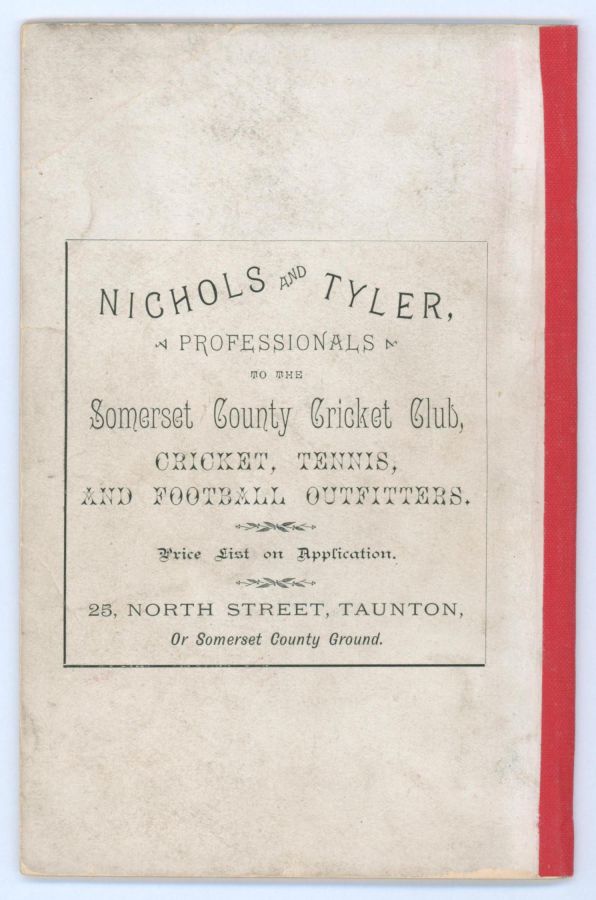 NICHOLS AND TYLER,
PROFESSIONALS
TO THE
Somerset County Cricket Club,
CRICKET, TENNIS,
AND FOOTBALL OUTFITTERS.
Price List on Application.
25, NORTH STREET, TAUNTON,
Or Somerset County Ground.